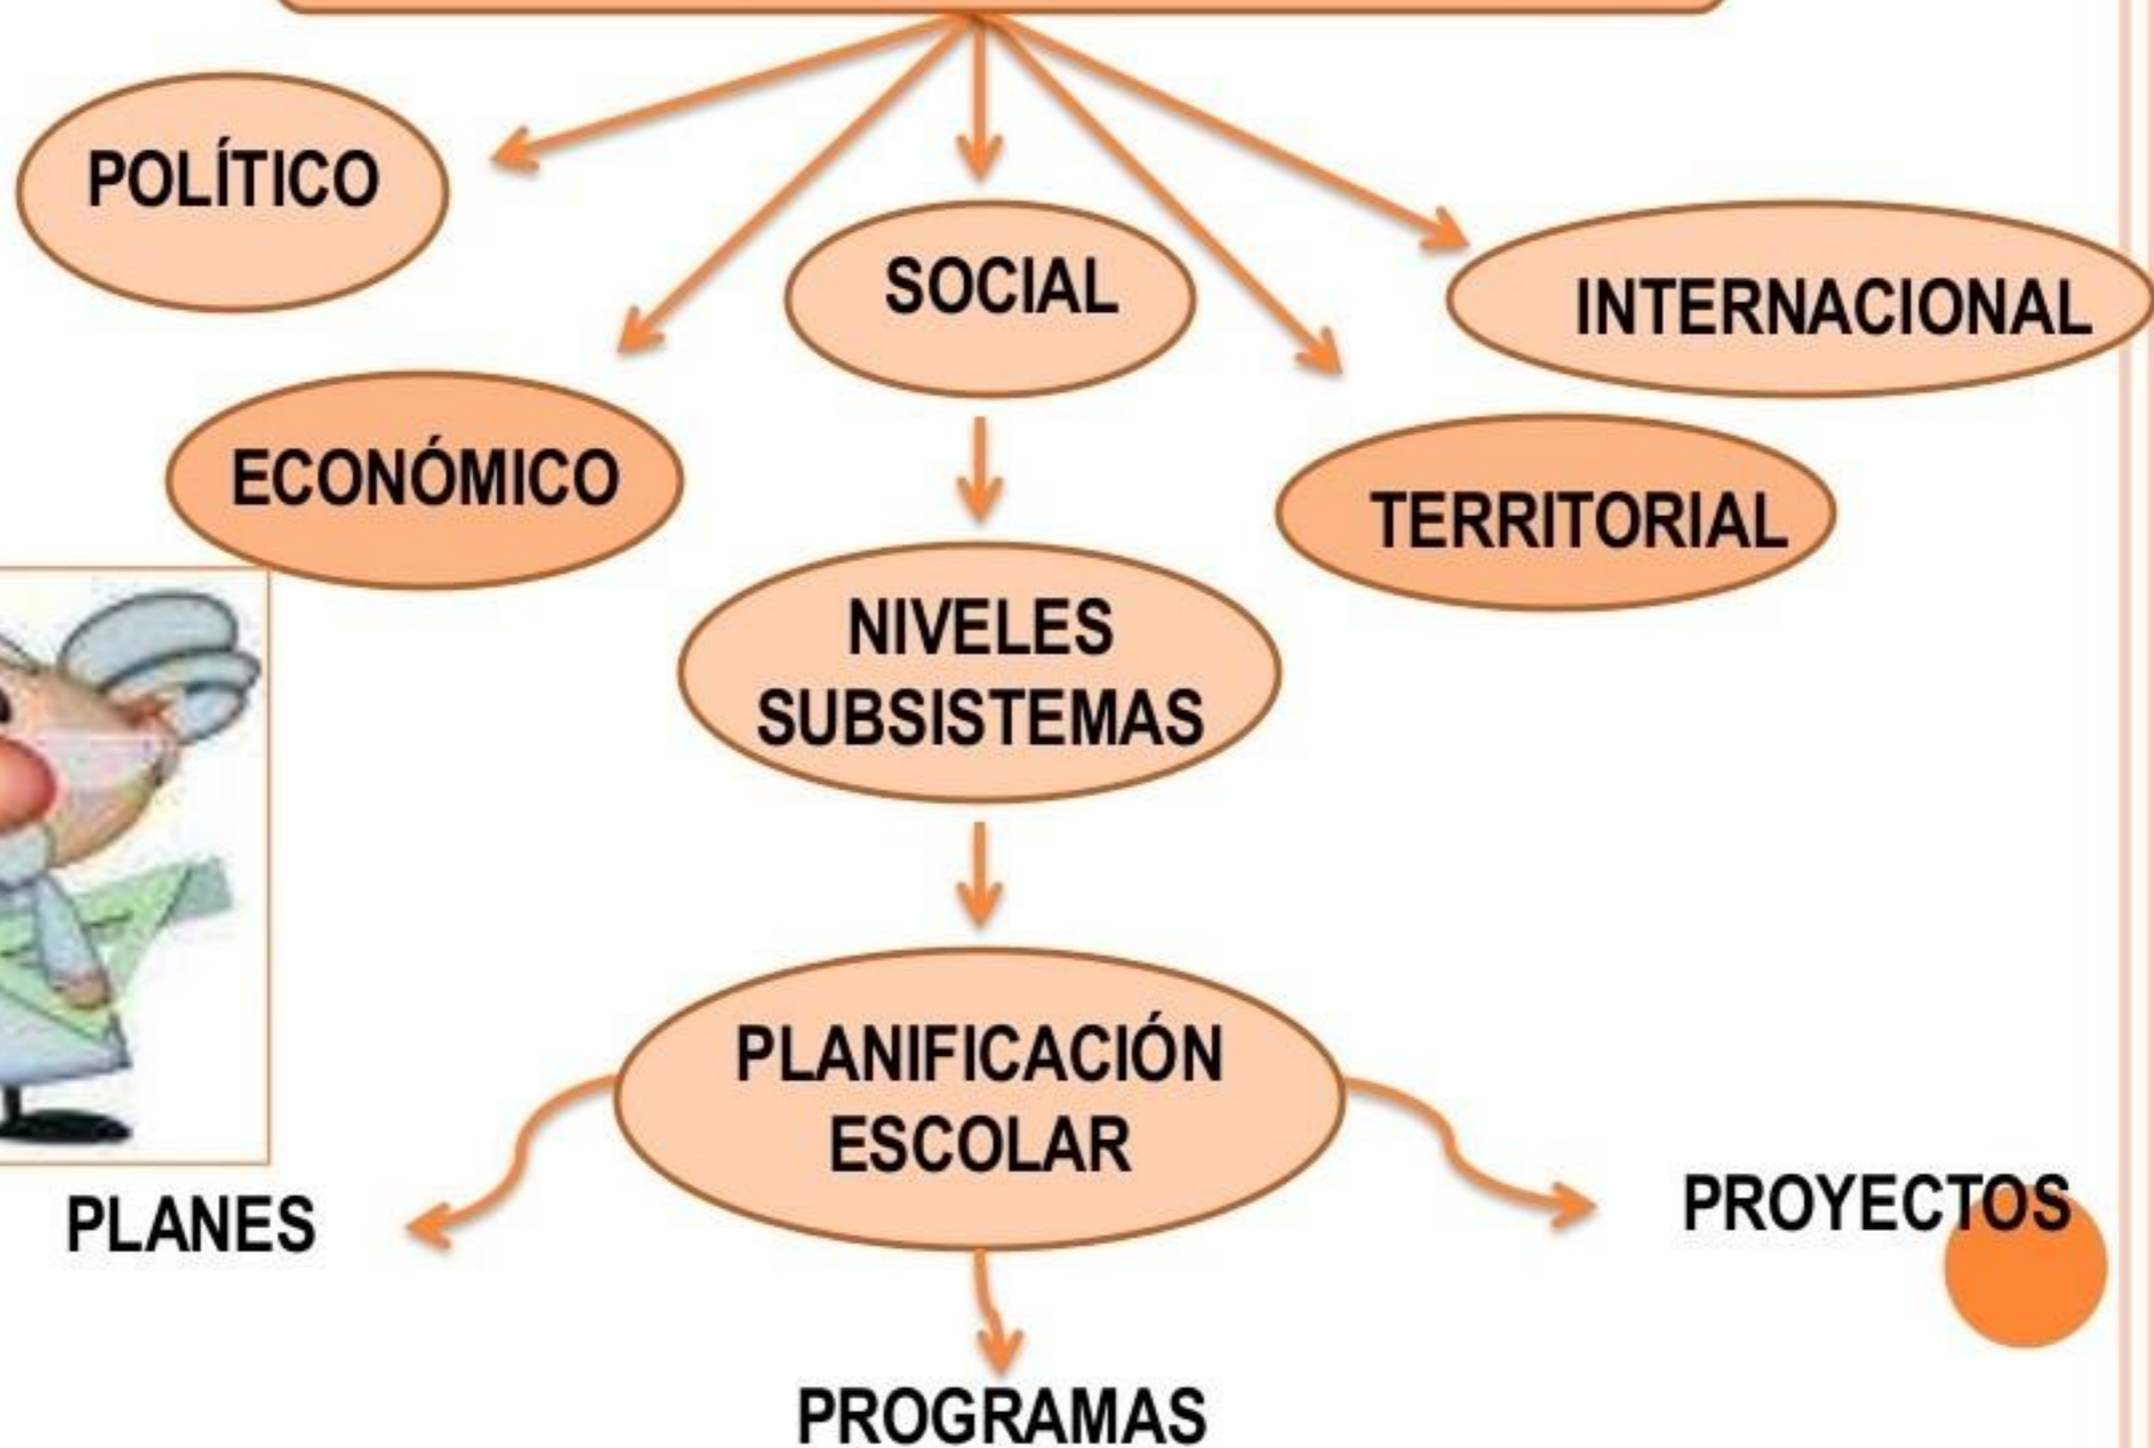 POLÍTICO
SOCIAL
INTERNACIONAL
ECONÓMICO
TERRITORIAL
NIVELES
SUBSISTEMAS
PLANIFICACIÓN
ESCOLAR
PLANES
PROYECTOS
PROGRAMAS